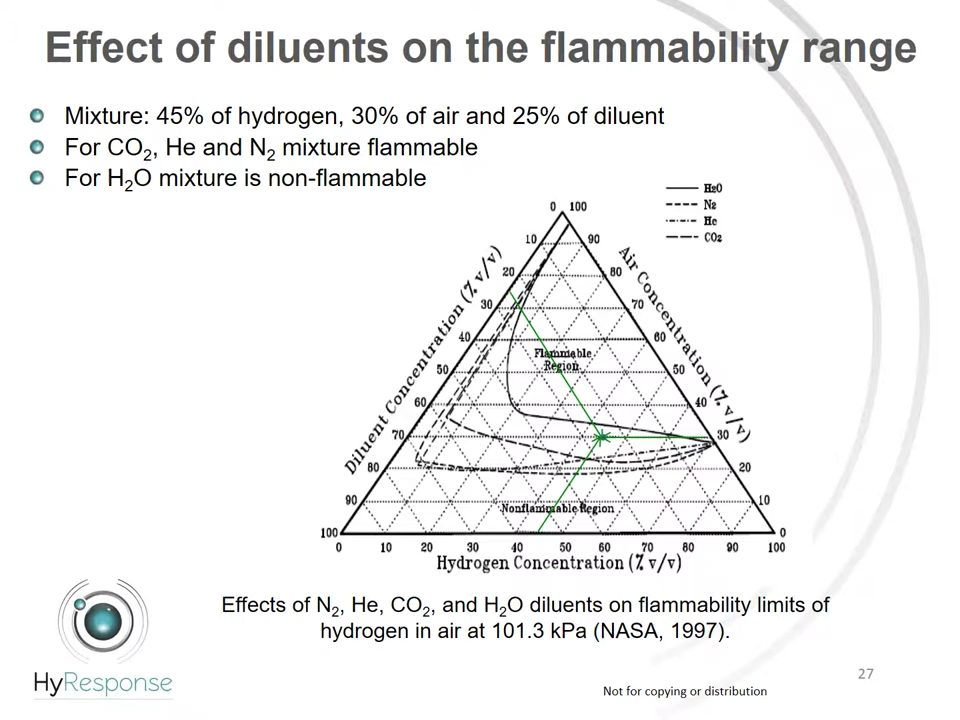 Effect of diluents on the flammability range
Mixture: 45% of hydrogen, 30% of air and 25% of diluent
For CO₂, He and N₂ mixture flammable
For H₂O mixture is non-flammable
H₂O
N₂
He
CO₂
0 100
10 90
20 80
30 70
40 60
50 50
60 40
70 30
80 20
90 10
100 0
Diluent Concentration (% v/v)
Air Concentration (% v/v)
Flammable
Region
Nonflammable Region
0 10 20 30 40 50 60 70 80 90 100
Hydrogen Concentration (% v/v)
Effects of N₂, He, CO₂, and H₂O diluents on flammability limits of
hydrogen in air at 101.3 kPa (NASA, 1997).
HyResponse
27
Not for copying or distribution